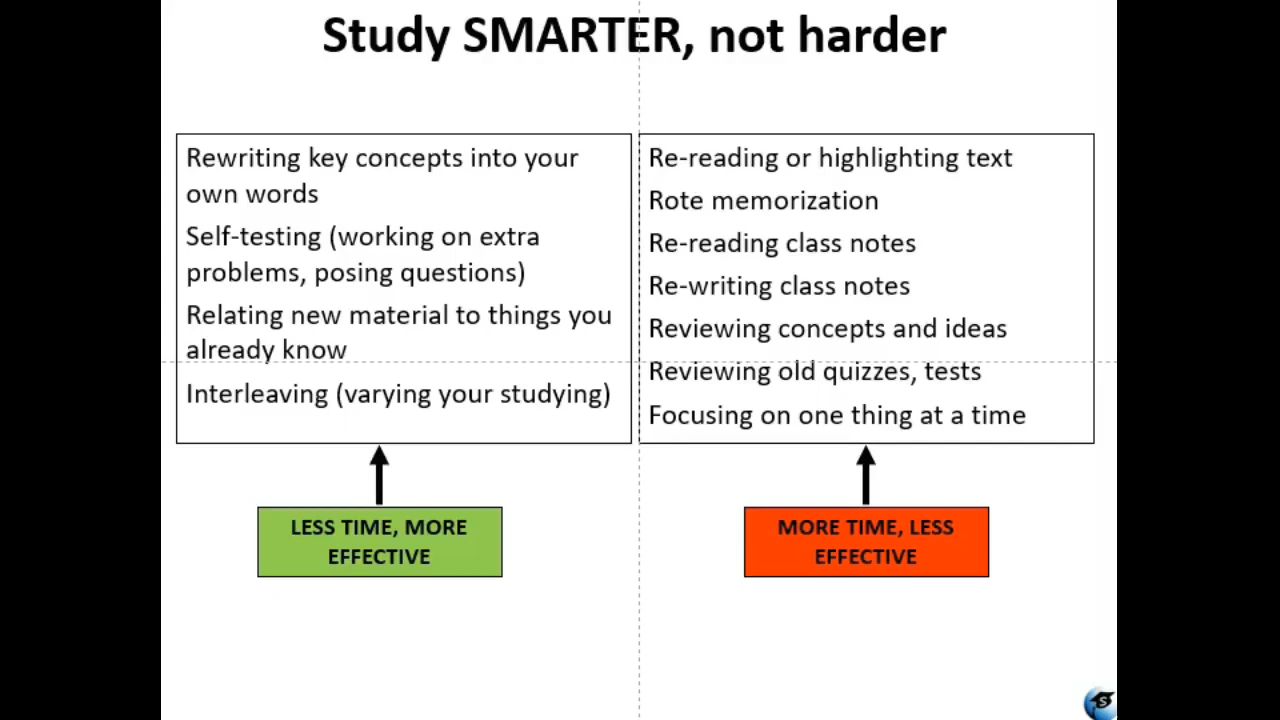 Study SMARTER, not harder
Rewriting key concepts into your
own words
Self-testing (working on extra
problems, posing questions)
Relating new material to things you
already know
Interleaving (varying your studying)
Re-reading or highlighting text
Rote memorization
Re-reading class notes
Re-writing class notes
Reviewing concepts and ideas
Reviewing old quizzes, tests
Focusing on one thing at a time
LESS TIME, MORE
EFFECTIVE
MORE TIME, LESS
EFFECTIVE
S